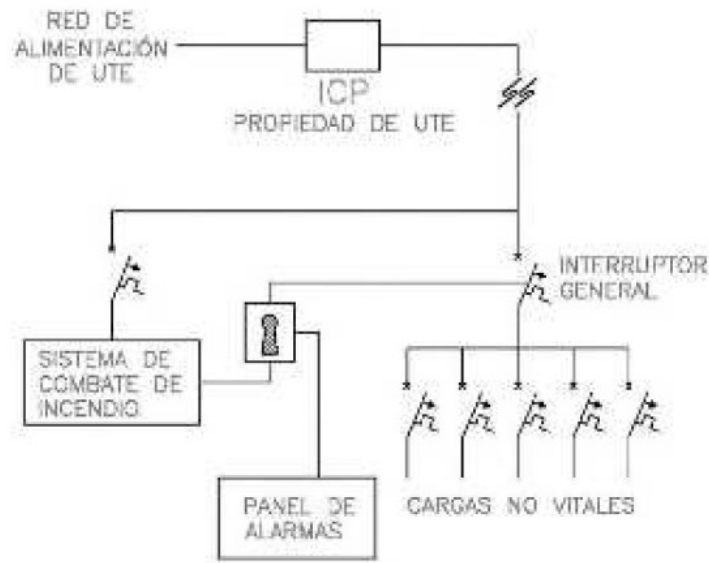 RED DE
ALIMENTACIÓN
DE UTE
ICP
PROPIEDAD DE UTE
INTERRUPTOR
GENERAL
SISTEMA DE
COMBATE DE
INCENDIO
PANEL DE
ALARMAS
CARGAS NO VITALES